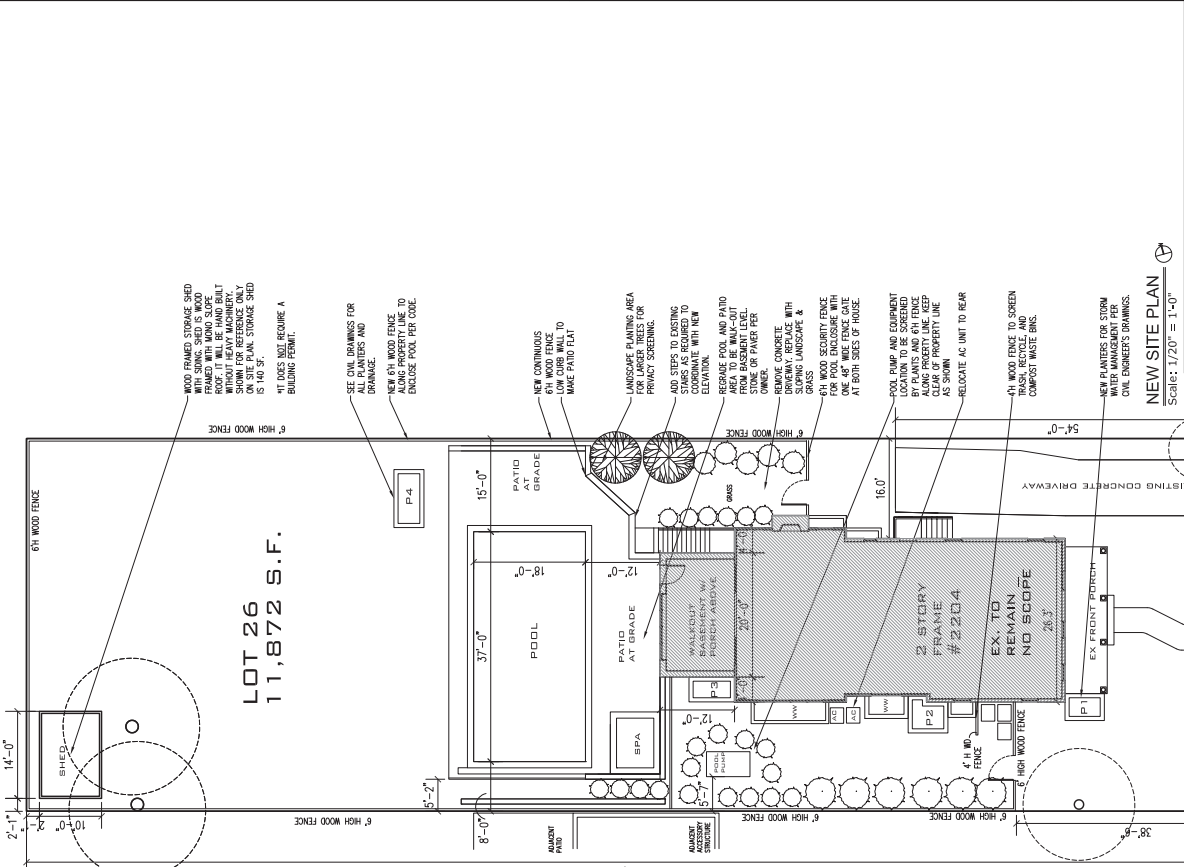 WOOD FRAMED STORAGE SHED
WITH SIDING. SHED IS WOOD
FRAMED WITH MONO SLOPE
ROOF. IT WILL BE HAND BUILT
WITHOUT HEAVY MACHINERY.
SHOWN FOR REFERENCE ONLY
ON SITE PLAN. STORAGE SHED
IS 140 SF.
*IT DOES NOT REQUIRE A
BUILDING PERMIT.
SEE CIVIL DRAWINGS FOR
ALL PLANTERS AND
DRAINAGE.
NEW 6'H WOOD FENCE
ALONG PROPERTY LINE TO
ENCLOSE POOL PER CODE.
NEW CONTINUOUS
6'H WOOD FENCE
LOW CURB WALL TO
MAKE PATIO FLAT
LANDSCAPE PLANTING AREA
FOR LARGER TREES FOR
PRIVACY SCREENING.
ADD STEPS TO EXISTING
STAIRS AS REQUIRED TO
COORDINATE WITH NEW
ELEVATION.
REGRADE POOL AND PATIO
AREA TO BE WALK-OUT
FROM BASEMENT LEVEL.
STONE, OR PAVER PER
OWNER.
REMOVE CONCRETE
DRIVEWAY. REPLACE WITH
SLOPING LANDSCAPE &
GRASS
6'H WOOD SECURITY FENCE
FOR POOL ENCLOSURE WITH
ONE 48" WIDE FENCE GATE
AT BOTH SIDES OF HOUSE.
POOL PUMP AND EQUIPMENT
LOCATION TO BE SCREENED
BY PLANTS AND 6'H FENCE
ALONG PROPERTY LINE. KEEP
CLEAR OF PROPERTY LINE
AS SHOWN
RELOCATE AC UNIT TO REAR
4'H WOOD FENCE TO SCREEN
TRASH, RECYCLE, AND
COMPOST WASTE BINS.
NEW PLANTERS FOR STORM
WATER MANAGEMENT PER
CIVIL ENGINEER'S DRAWINGS.
NEW SITE PLAN
Scale: 1/20" = 1'-0"
N
6'H WOOD FENCE
6' HIGH WOOD FENCE
6' HIGH WOOD FENCE
LOT 26
11,872 S.F.
P4
15'-0"
PATIO
AT
GRADE
GRASS
16.0'
54'-0"
EXISTING CONCRETE DRIVEWAY
18'-0"
12'-0"
37'-0"
POOL
PATIO
AT GRADE
WALKOUT
BASEMENT W/
PORCH ABOVE
20'-0"
2 STORY
FRAME
#2204
EX. TO
REMAIN
NO SCOPE
26.3'
EX FRONT PORCH
SHED
14'-0"
2'-1"
10'-0"
SPA
P3
12'-0"
WW
AC
AC
WW
P2
P1
POOL
PUMP
4' H WD
FENCE
6' HIGH WOOD FENCE
5'-2"
5'-7"
8'-0"
6' HIGH WOOD FENCE
6' HIGH WOOD FENCE
6' HIGH WOOD FENCE
ADJACENT
PATIO
ADJACENT
ACCESSORY
STRUCTURE
38'-6"